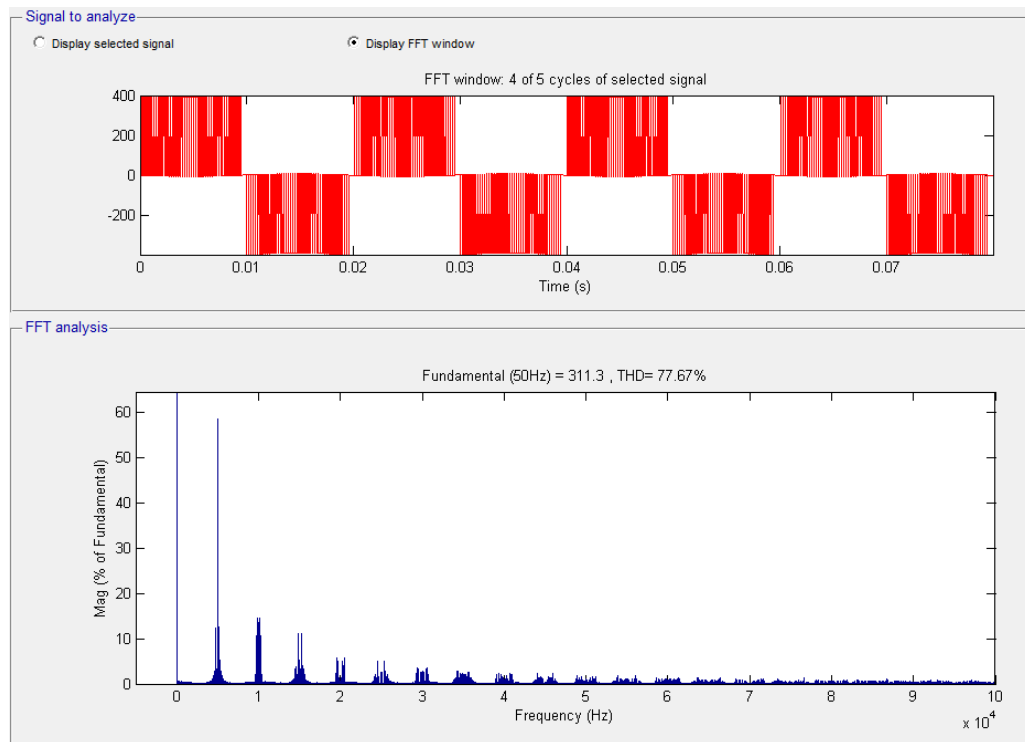 Signal to analyze
Display selected signal
Display FFT window
FFT window: 4 of 5 cycles of selected signal
400
200
0
-200
0 0.01 0.02 0.03 0.04 0.05 0.06 0.07
Time (s)
FFT analysis
Fundamental (50Hz) = 311.3 , THD= 77.67%
Mag (% of Fundamental)
60
50
40
30
20
10
0
0 1 2 3 4 5 6 7 8 9 10
Frequency (Hz)
x 10^4